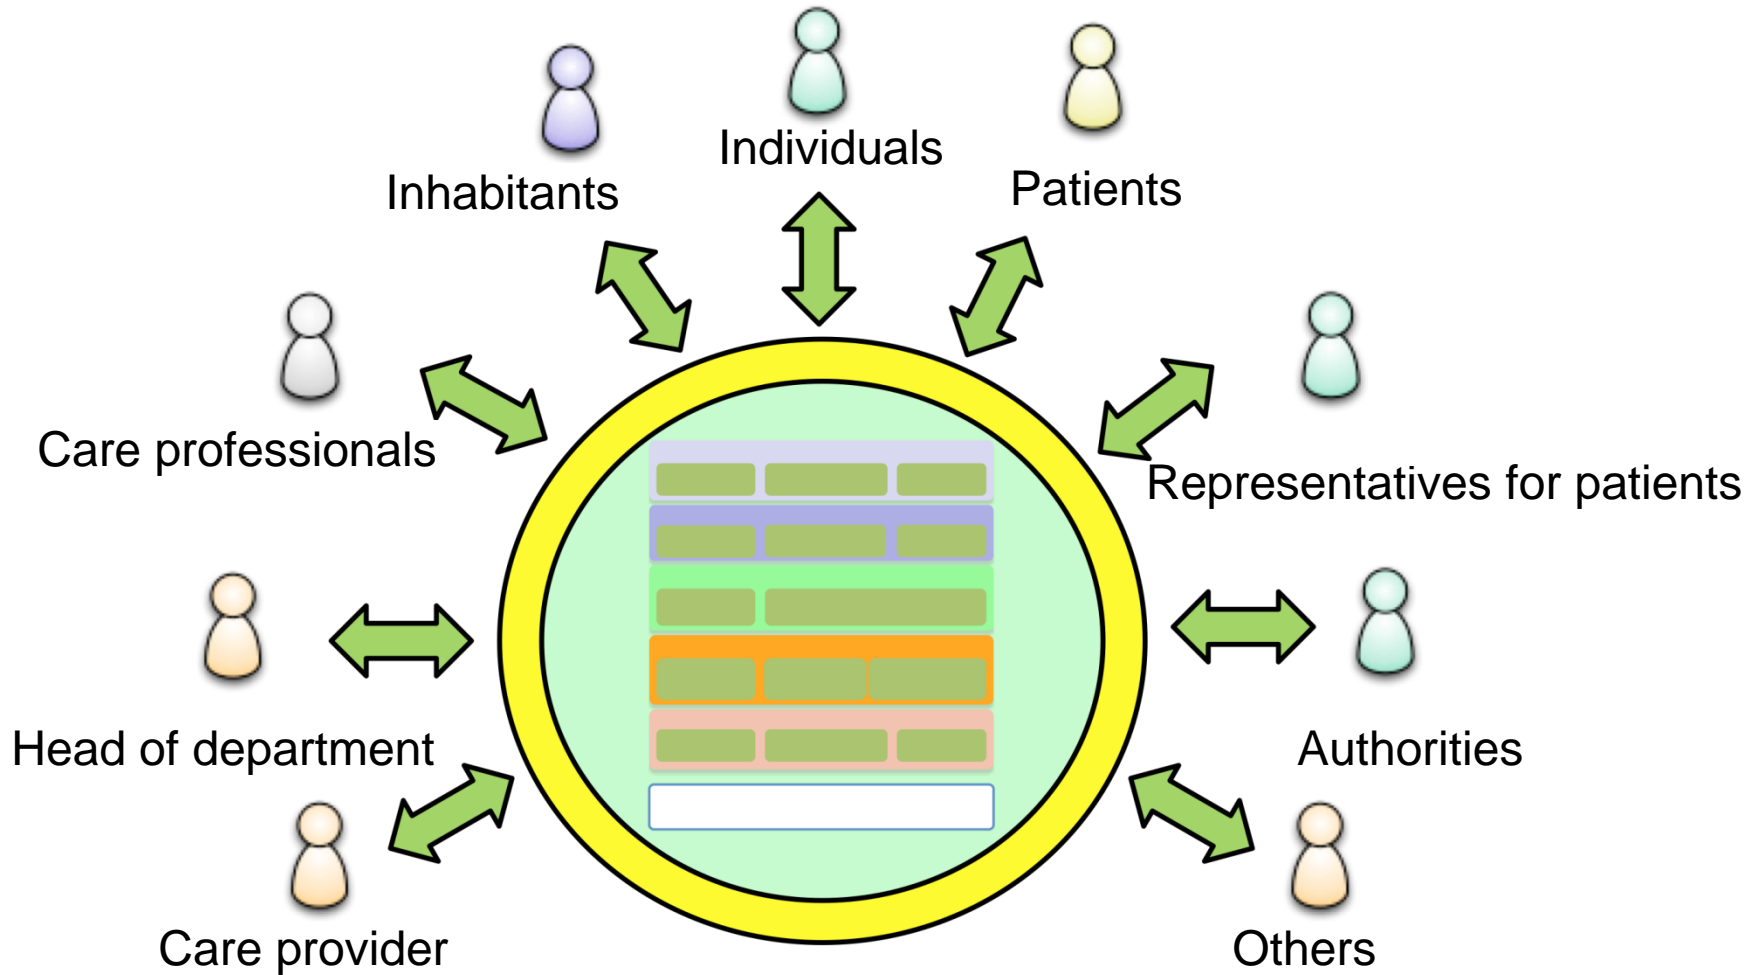 Individuals
Inhabitants
Patients
Care professionals
Representatives for patients
Head of department
Authorities
Care provider
Others